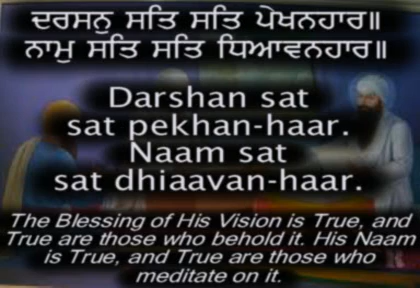 ਦਰਸਨੁ ਸਤਿ ਸਤਿ ਪੇਖਨਹਾਰ॥
ਨਾਮੁ ਸਤਿ ਸਤਿ ਧਿਆਵਨਹਾਰ॥
Darshan sat
sat pekhan-haar.
Naam sat
sat dhiaavan-haar.
The Blessing of His Vision is True, and
True are those who behold it. His Naam
is True, and True are those who
meditate on it.